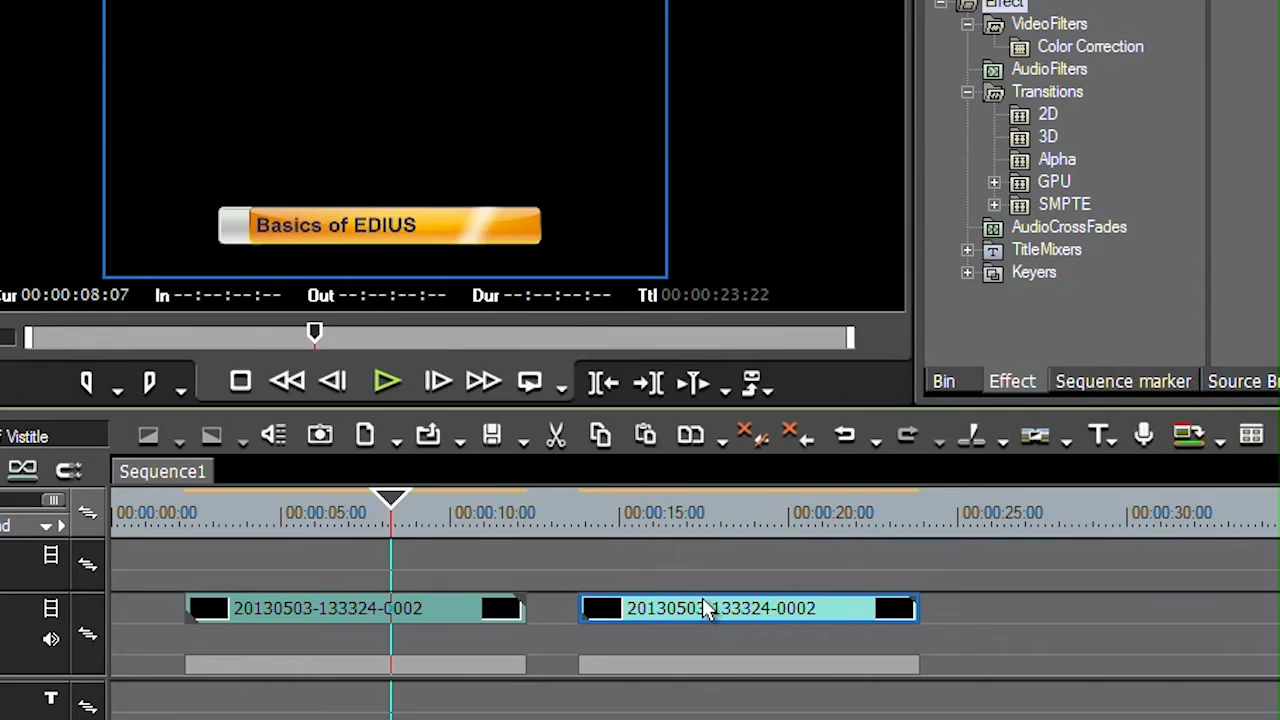 Effect
VideoFilters
Color Correction
AudioFilters
Transitions
2D
3D
Alpha
GPU
SMPTE
AudioCrossFades
TitleMixers
Keyers
Basics of EDIUS
Cur 00:00:08:07 In --:--:--:-- Out --:--:--:-- Dur --:--:--:-- Ttl 00:00:23:22
Bin Effect Sequence marker Source Br
f Vistitle
Sequence1
00:00:00:00 00:00:05:00 00:00:10:00 00:00:15:00 00:00:20:00 00:00:25:00 00:00:30:00
20130503-133324-0002 20130503-133324-0002
T